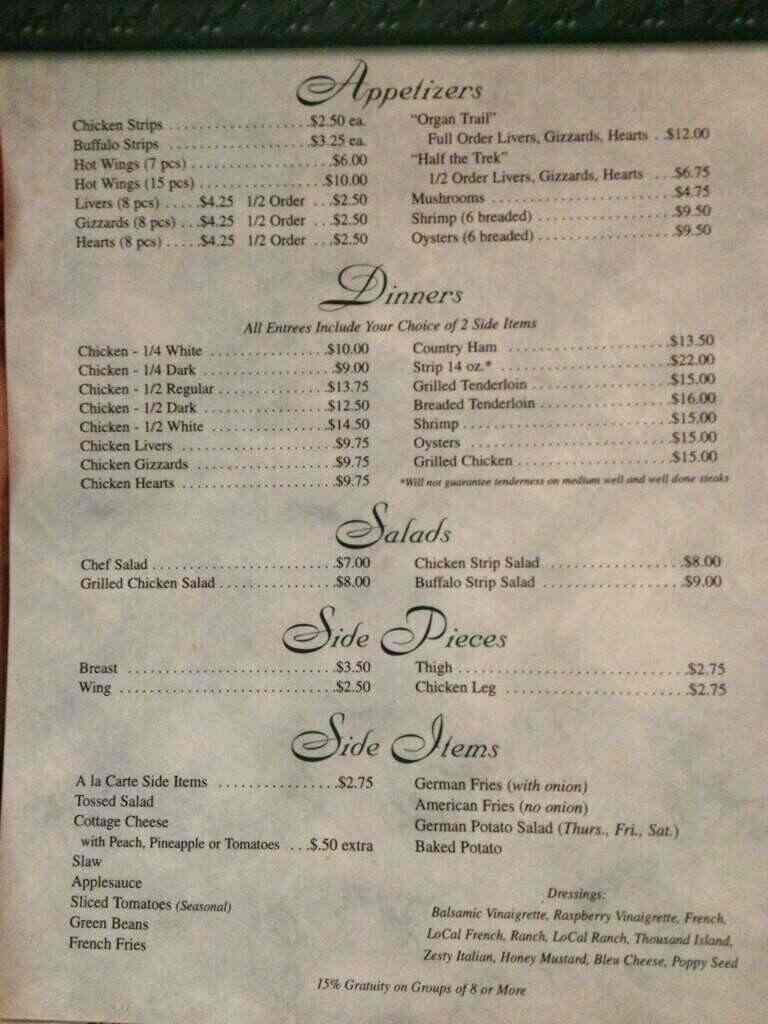 Appetizers
Chicken Strips . . . . . . . . . . . . . . . . . . .$2.50 ea.
Buffalo Strips . . . . . . . . . . . . . . . . . . .$3.25 ea.
Hot Wings (7 pcs) . . . . . . . . . . . . . . . . . . .$6.00
Hot Wings (15 pcs) . . . . . . . . . . . . . . . . .$10.00
Livers (8 pcs) . . . . .$4.25 1/2 Order . . .$2.50
Gizzards (8 pcs) . . .$4.25 1/2 Order . . .$2.50
Hearts (8 pcs) . . . . .$4.25 1/2 Order . . .$2.50
"Organ Trail"
Full Order Livers, Gizzards, Hearts . .$12.00
"Half the Trek"
1/2 Order Livers, Gizzards, Hearts . . .$6.75
Mushrooms . . . . . . . . . . . . . . . . . . . . . .$4.75
Shrimp (6 breaded) . . . . . . . . . . . . . . . .$9.50
Oysters (6 breaded) . . . . . . . . . . . . . . . .$9.50
Dinners
All Entrees Include Your Choice of 2 Side Items
Chicken - 1/4 White . . . . . . . . . . . . . . .$10.00
Chicken - 1/4 Dark . . . . . . . . . . . . . . . . .$9.00
Chicken - 1/2 Regular . . . . . . . . . . . . . .$13.75
Chicken - 1/2 Dark . . . . . . . . . . . . . . . .$12.50
Chicken - 1/2 White . . . . . . . . . . . . . . .$14.50
Chicken Livers . . . . . . . . . . . . . . . . . . . .$9.75
Chicken Gizzards . . . . . . . . . . . . . . . . . .$9.75
Chicken Hearts . . . . . . . . . . . . . . . . . . . .$9.75
Country Ham . . . . . . . . . . . . . . . . . . . .$13.50
Strip 14 oz.* . . . . . . . . . . . . . . . . . . . . .$22.00
Grilled Tenderloin . . . . . . . . . . . . . . . . .$15.00
Breaded Tenderloin . . . . . . . . . . . . . . . .$16.00
Shrimp . . . . . . . . . . . . . . . . . . . . . . . . .$15.00
Oysters . . . . . . . . . . . . . . . . . . . . . . . .$15.00
Grilled Chicken . . . . . . . . . . . . . . . . . . .$15.00
*Will not guarantee tenderness on medium well and well done steaks
Salads
Chef Salad . . . . . . . . . . . . . . . . . . . . . . .$7.00
Grilled Chicken Salad . . . . . . . . . . . . . . .$8.00
Chicken Strip Salad . . . . . . . . . . . . . . . .$8.00
Buffalo Strip Salad . . . . . . . . . . . . . . . .$9.00
Side Pieces
Breast . . . . . . . . . . . . . . . . . . . . . . . . . .$3.50
Wing . . . . . . . . . . . . . . . . . . . . . . . . . . .$2.50
Thigh . . . . . . . . . . . . . . . . . . . . . . . . . . .$2.75
Chicken Leg . . . . . . . . . . . . . . . . . . . . .$2.75
Side Items
A la Carte Side Items . . . . . . . . . . . . . . .$2.75
Tossed Salad
Cottage Cheese
with Peach, Pineapple or Tomatoes . . .$.50 extra
Slaw
Applesauce
Sliced Tomatoes (Seasonal)
Green Beans
French Fries
German Fries (with onion)
American Fries (no onion)
German Potato Salad (Thurs., Fri., Sat.)
Baked Potato
Dressings:
Balsamic Vinaigrette, Raspberry Vinaigrette, French,
LoCal French, Ranch, LoCal Ranch, Thousand Island,
Zesty Italian, Honey Mustard, Bleu Cheese, Poppy Seed
15% Gratuity on Groups of 8 or More